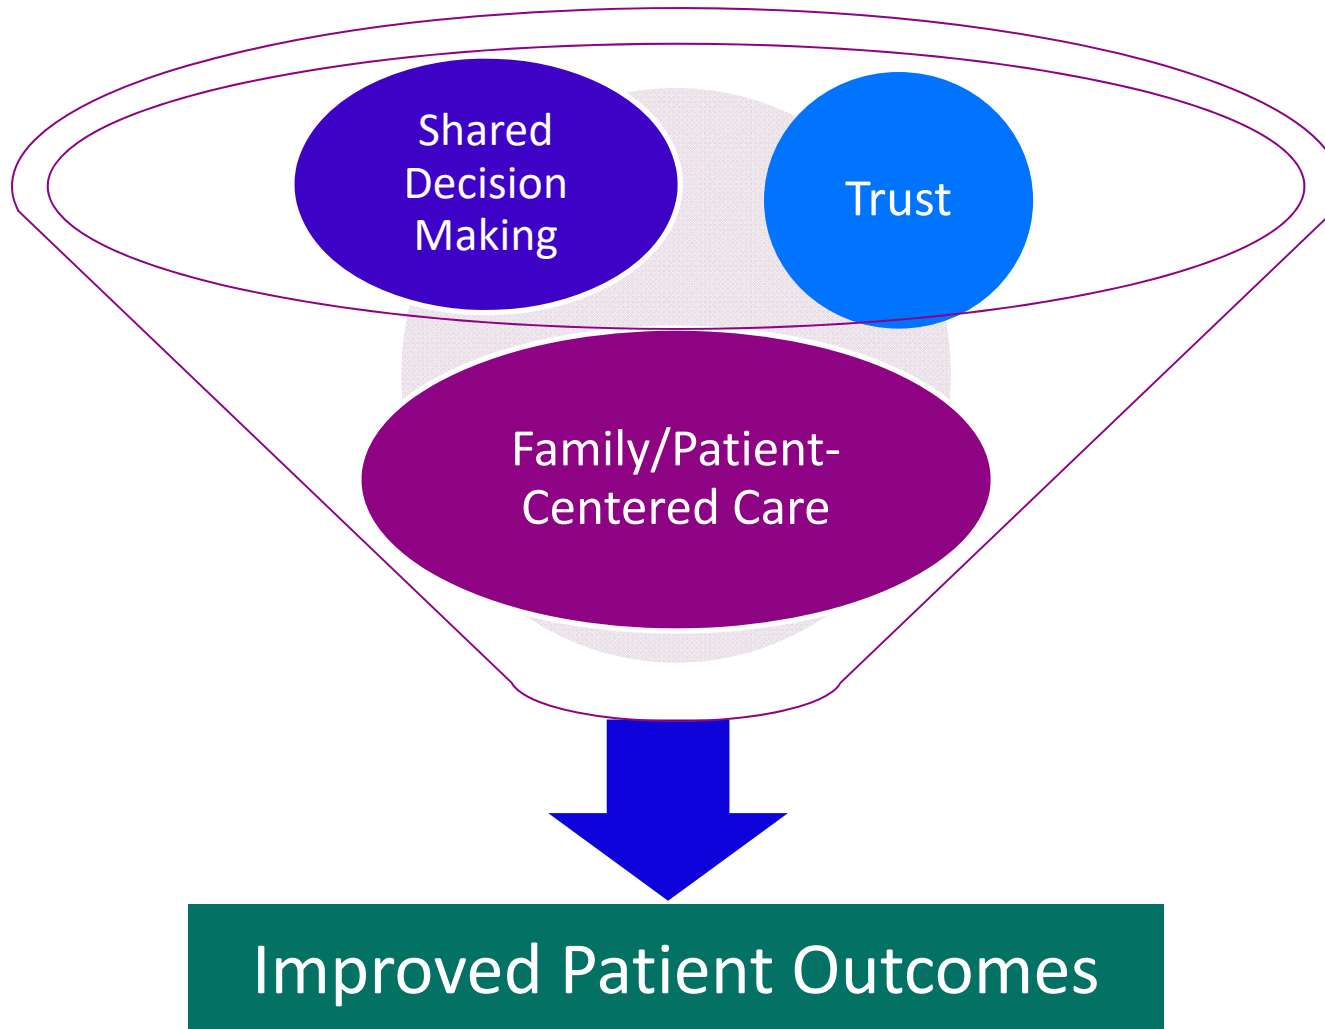 Shared
Decision
Making
Trust
Family/Patient-
Centered Care
Improved Patient Outcomes